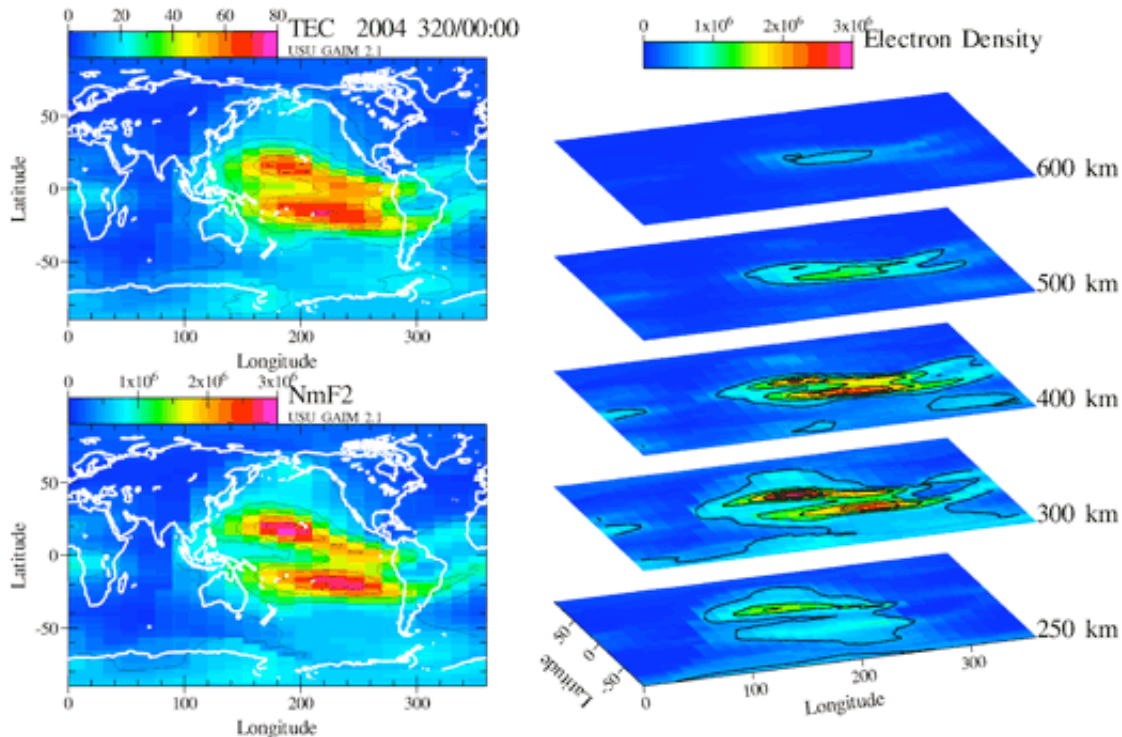 0 20 40 60 80
TEC 2004 320/00:00
USU GAIM 2.1
50
0
-50
Latitude
0 100 200 300
Longitude
0 1x10⁶ 2x10⁶ 3x10⁶
NmF2
USU GAIM 2.1
50
0
-50
Latitude
0 100 200 300
Longitude
0 1x10⁶ 2x10⁶ 3x10⁶
Electron Density
600 km
500 km
400 km
300 km
250 km
50
0
-50
Latitude
0 100 200 300
Longitude